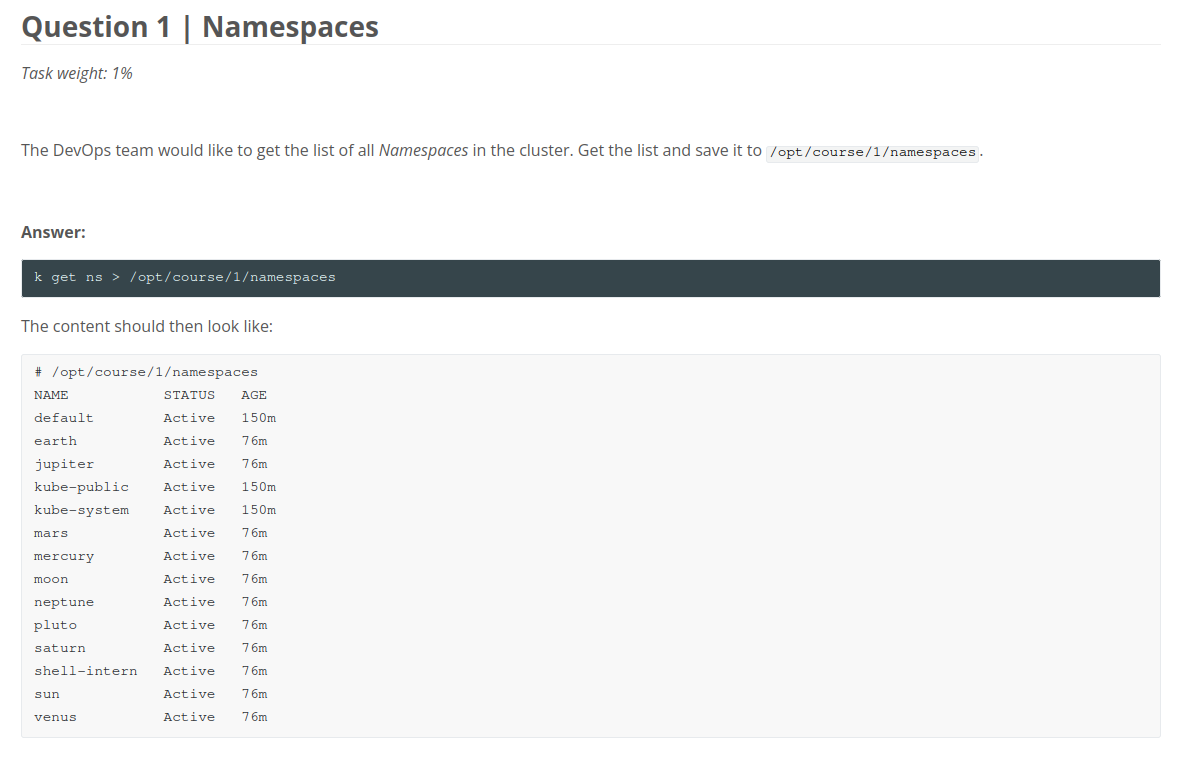 Question 1 | Namespaces
Task weight: 1%
The DevOps team would like to get the list of all Namespaces in the cluster. Get the list and save it to /opt/course/1/namespaces.
Answer:
k get ns > /opt/course/1/namespaces
The content should then look like:
# /opt/course/1/namespaces
NAME           STATUS   AGE
default        Active   150m
earth          Active   76m
jupiter        Active   76m
kube-public    Active   150m
kube-system    Active   150m
mars           Active   76m
mercury        Active   76m
moon           Active   76m
neptune        Active   76m
pluto          Active   76m
saturn         Active   76m
shell-intern   Active   76m
sun            Active   76m
venus          Active   76m